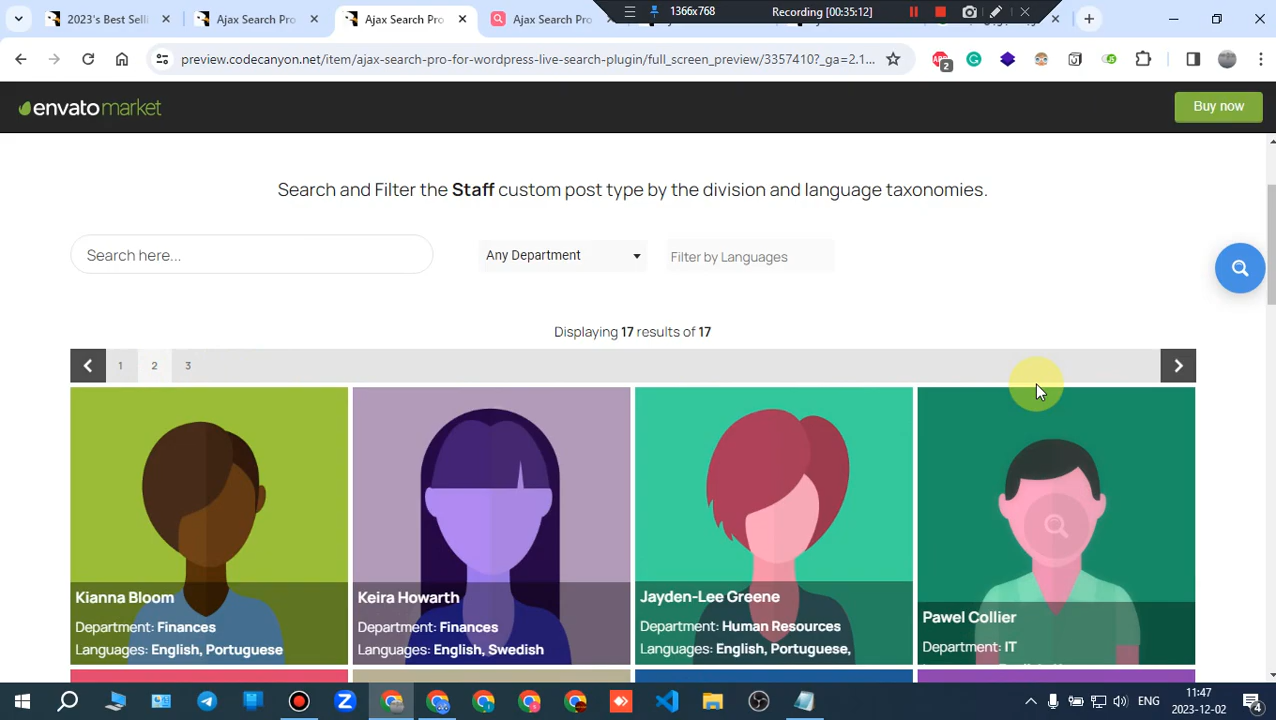 2023's Best Selli
Ajax Search Pro
Ajax Search Pro
Ajax Search Pro
1366x768
Recording [00:35:12]
preview.codecanyon.net/item/ajax-search-pro-for-wordpress-live-search-plugin/full_screen_preview/3357410?_ga=2.1...
2
envatomarket
Buy now
Search and Filter the Staff custom post type by the division and language taxonomies.
Search here...
Any Department
Filter by Languages
Displaying 17 results of 17
1 2 3
Kianna Bloom
Department: Finances
Languages: English, Portuguese
Keira Howarth
Department: Finances
Languages: English, Swedish
Jayden-Lee Greene
Department: Human Resources
Languages: English, Portuguese,
Pawel Collier
Department: IT
ENG
11:47
2023-12-02
4